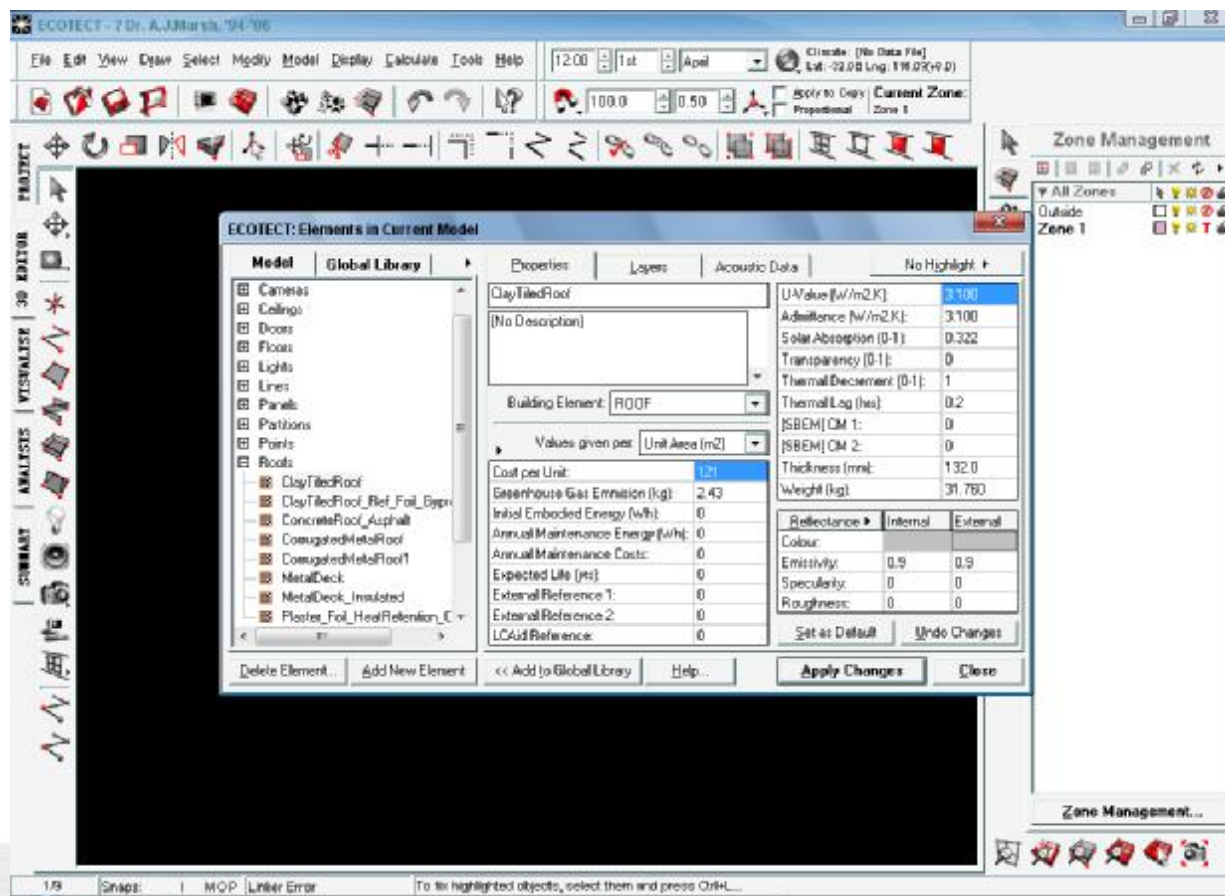 ECOTECT - ? Dr. A.J.Marsh, '94-'06
File Edit View Draw Select Modify Model Display Calculate Tools Help
12:00 1st April
Climate: [No Data File]
Lat: -32.0 Lng: 116.0
100.0 0.50
Apply to Copy
Proportional
Current Zone:
Zone 1
PROJECT
3D EDITOR
VISUALISE
ANALYSIS
SUMMARY
ECOTECT: Elements in Current Model
Model Global Library
Cameras
Ceilings
Doors
Floors
Lights
Lines
Panels
Partitions
Points
Roofs
ClayTiledRoof
ClayTiledRoof_Ref_Foil_Gypro
ConcreteRoof_Asphalt
CorrugatedMetalRoof
CorrugatedMetalRoof1
MetalDeck
MetalDeck_Insulated
Plaster_Foil_HeatRetention_C
Delete Element... Add New Element
Properties Layers Acoustic Data No Highlight
ClayTiledRoof
[No Description]
Building Element: ROOF
Values given per: Unit Area (m2)
Cost per Unit: 121
Greenhouse Gas Emmision (kg): 2.43
Initial Embodied Energy (Wh): 0
Annual Maintenance Energy (Wh): 0
Annual Maintenance Costs: 0
Expected Life (yrs): 0
External Reference 1: 0
External Reference 2: 0
LCAid Reference: 0
<< Add to Global Library Help...
U-Value (W/m2.K): 3.100
Admittance (W/m2.K): 3.100
Solar Absorption (0-1): 0.322
Transparency (0-1): 0
Thermal Decrement (0-1): 1
Thermal Lag (hrs): 0.2
[SBEM] CM 1: 0
[SBEM] CM 2: 0
Thickness (mm): 132.0
Weight (kg): 31.760
Reflectance Internal External
Colour:
Emissivity: 0.9 0.9
Specularity: 0 0
Roughness: 0 0
Set as Default Undo Changes
Apply Changes Close
Zone Management
All Zones
Outside
Zone 1 T
Zone Management...
1/9 Snaps: I MOP Linker Error To fix highlighted objects, select them and press Ctrl+L...